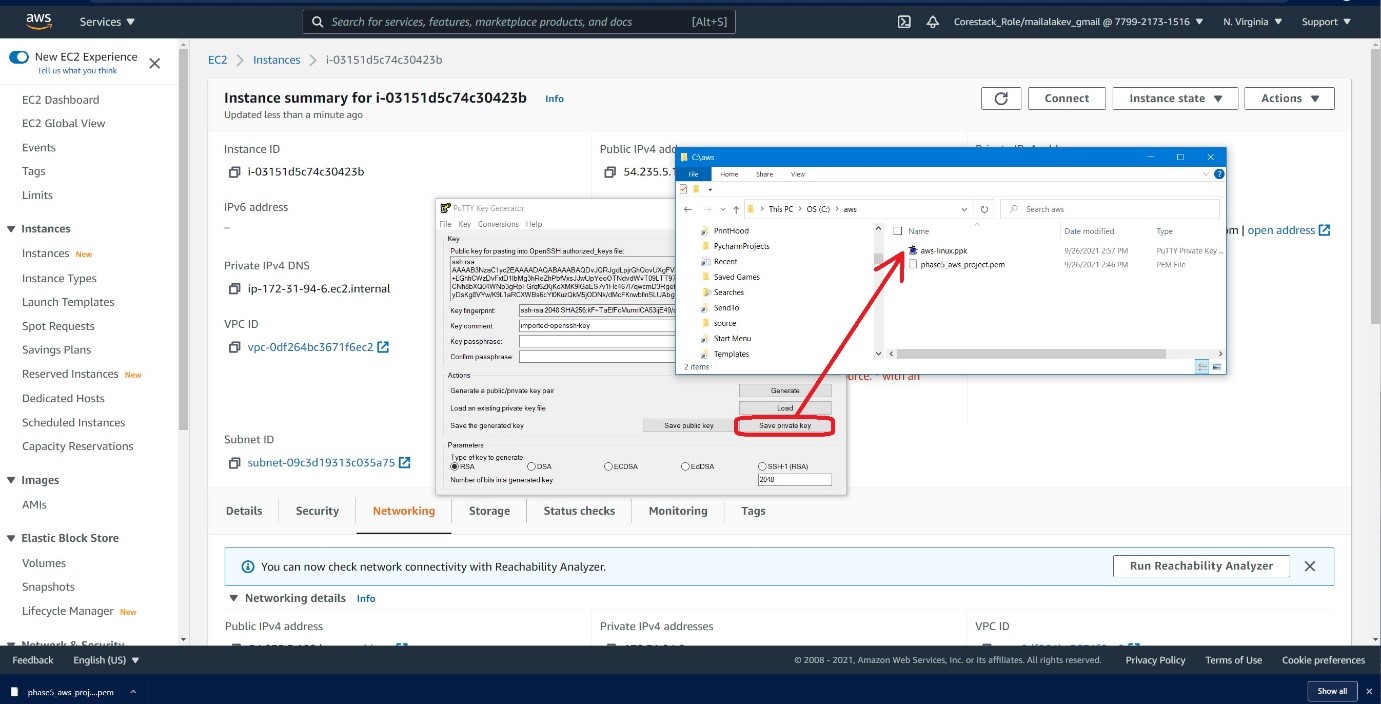 aws
Services
Search for services, features, marketplace products, and docs
[Alt+S]
Corestack_Role/mailalakev_gmail @ 7799-2173-1516
N. Virginia
Support
New EC2 Experience
Tell us what you think
EC2 Dashboard
EC2 Global View
Events
Tags
Limits
Instances
Instances New
Instance Types
Launch Templates
Spot Requests
Savings Plans
Reserved Instances New
Dedicated Hosts
Scheduled Instances
Capacity Reservations
Images
AMIs
Elastic Block Store
Volumes
Snapshots
Lifecycle Manager New
Network & Security
EC2 > Instances > i-03151d5c74c30423b
Instance summary for i-03151d5c74c30423b Info
Updated less than a minute ago
Connect
Instance state
Actions
Instance ID
i-03151d5c74c30423b
IPv6 address
–
Private IPv4 DNS
ip-172-31-94-6.ec2.internal
VPC ID
vpc-0df264bc3671f6ec2
Subnet ID
subnet-09c3d19313c035a75
Public IPv4
54.235.5.
open address
with an
PuTTY Key Generator
File Key Conversions Help
Key
Public key for pasting into OpenSSH authorized_keys file:
ssh-rsa
Key fingerprint:
ssh-rsa 2048
Key comment:
imported-openssh-key
Key passphrase:
Confirm passphrase:
Actions
Generate a public/private key pair
Generate
Load an existing private key file
Load
Save the generated key
Save public key
Save private key
Parameters
Type of key to generate:
RSA DSA ECDSA EdDSA SSH-1 (RSA)
Number of bits in a generated key:
2048
C:\aws
File Home Share View
This PC > OS (C:) > aws
Search aws
PrintHood
PycharmProjects
Recent
Saved Games
Searches
SendTo
source
Start Menu
Templates
Name Date modified Type
aws-linux.ppk 9/26/2021 2:57 PM PuTTY Private Key ...
phase5_aws_project.pem 9/26/2021 2:46 PM PEM File
2 items
Details
Security
Networking
Storage
Status checks
Monitoring
Tags
You can now check network connectivity with Reachability Analyzer.
Run Reachability Analyzer
Networking details Info
Public IPv4 address
Private IPv4 addresses
VPC ID
Feedback
English (US)
© 2008 - 2021, Amazon Web Services, Inc. or its affiliates. All rights reserved.
Privacy Policy
Terms of Use
Cookie preferences
phase5_aws_proj....pem
Show all